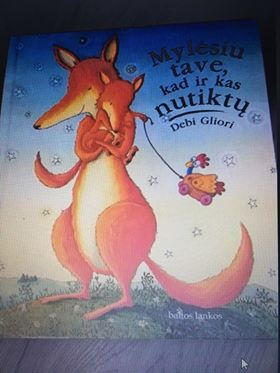 Mylėsiu
tave,
kad ir kas
nutiktų
Debi Gliori
baltos lankos